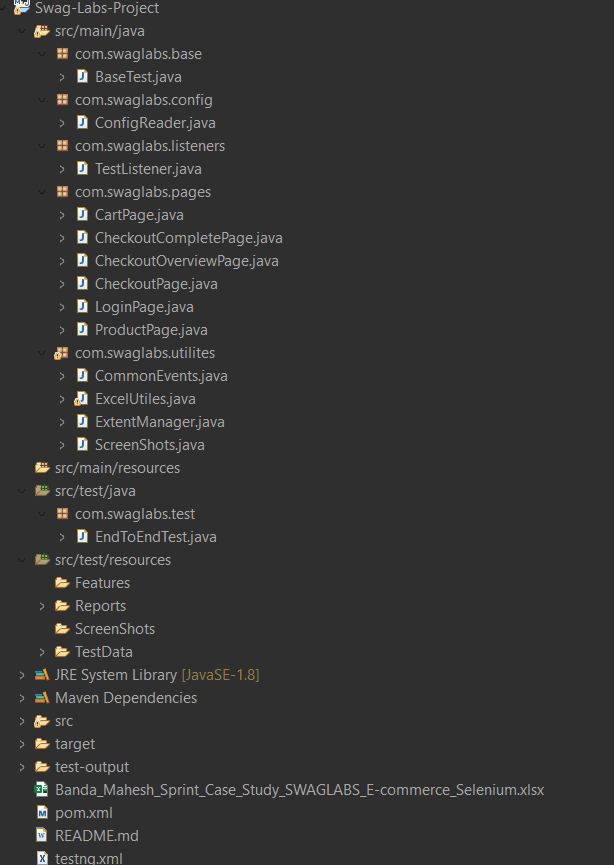 Swag-Labs-Project
src/main/java
com.swaglabs.base
BaseTest.java
com.swaglabs.config
ConfigReader.java
com.swaglabs.listeners
TestListener.java
com.swaglabs.pages
CartPage.java
CheckoutCompletePage.java
CheckoutOverviewPage.java
CheckoutPage.java
LoginPage.java
ProductPage.java
com.swaglabs.utilites
CommonEvents.java
ExcelUtiles.java
ExtentManager.java
ScreenShots.java
src/main/resources
src/test/java
com.swaglabs.test
EndToEndTest.java
src/test/resources
Features
Reports
ScreenShots
TestData
JRE System Library [JavaSE-1.8]
Maven Dependencies
src
target
test-output
Banda_Mahesh_Sprint_Case_Study_SWAGLABS_E-commerce_Selenium.xlsx
pom.xml
README.md
testng.xml